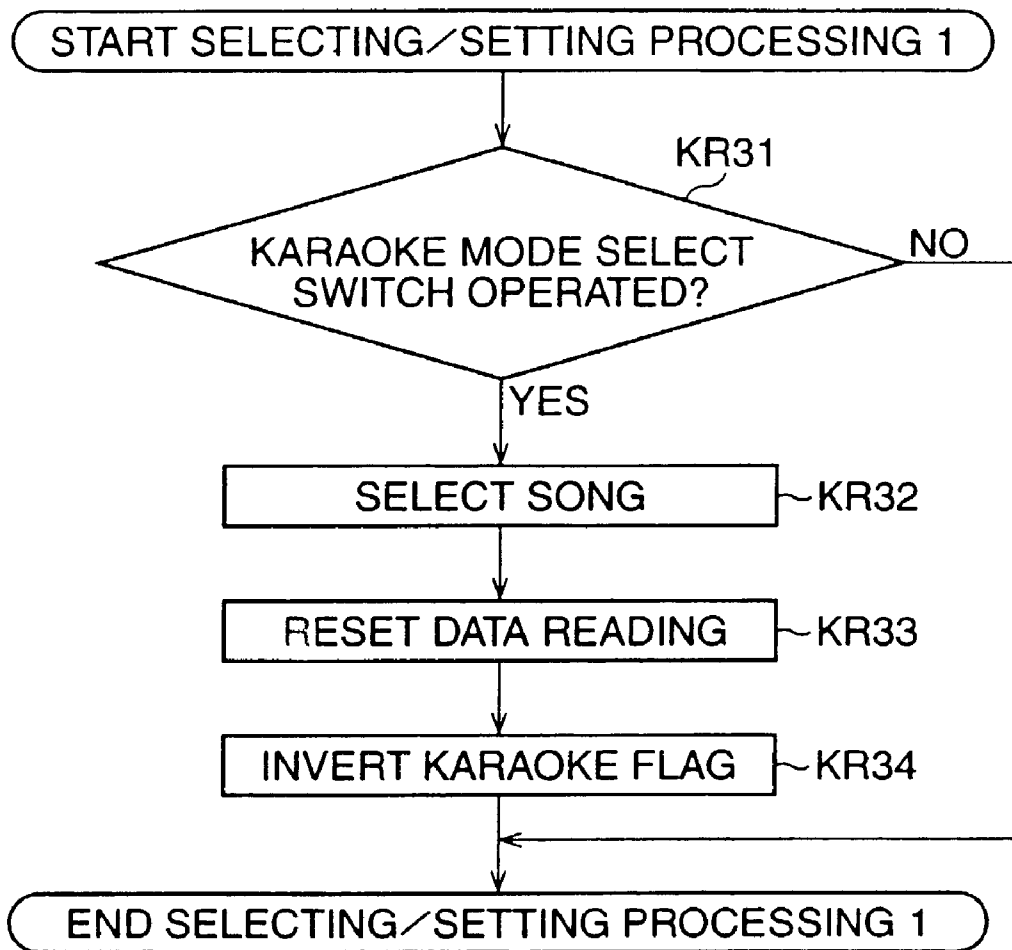 START SELECTING/SETTING PROCESSING 1
KR31
KARAOKE MODE SELECT
SWITCH OPERATED?
NO
YES
SELECT SONG
KR32
RESET DATA READING
KR33
INVERT KARAOKE FLAG
KR34
END SELECTING/SETTING PROCESSING 1